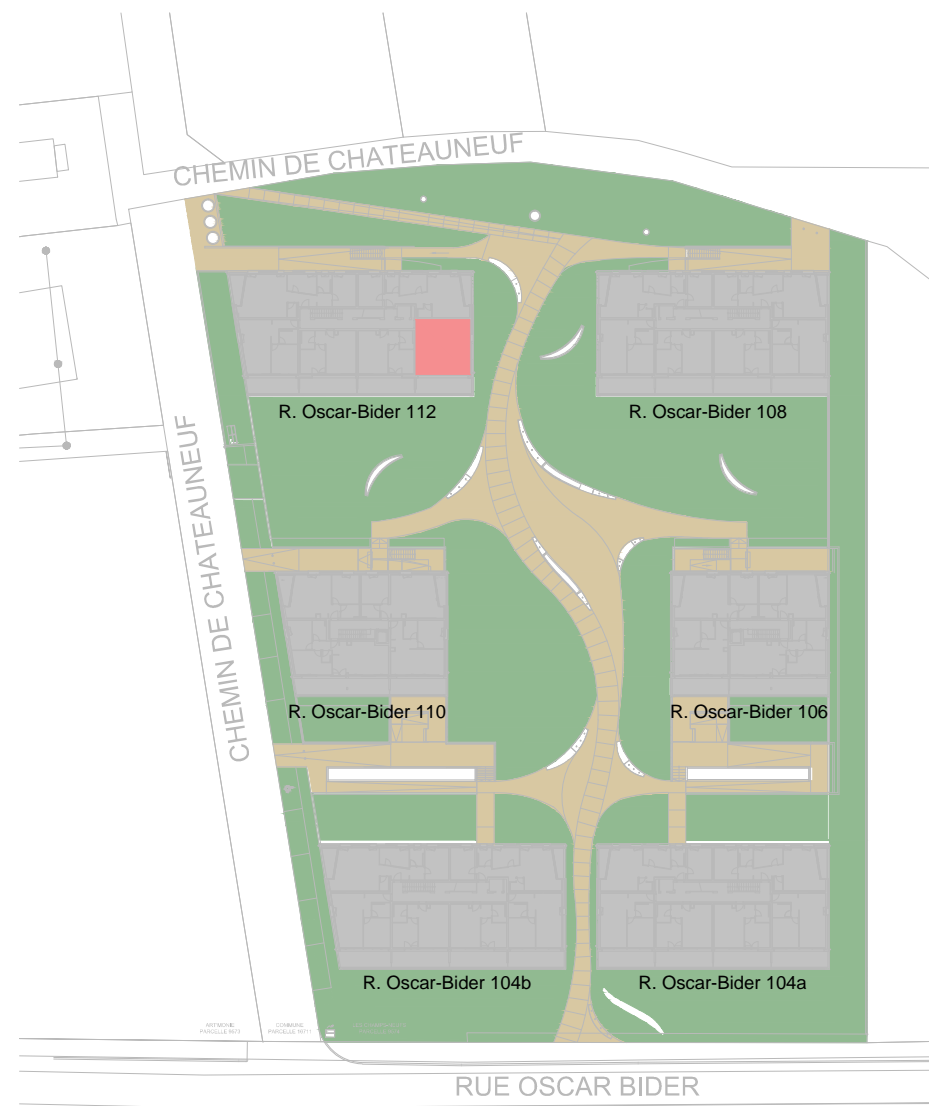 CHEMIN DE CHATEAUNEUF
R. Oscar-Bider 112
R. Oscar-Bider 108
CHEMIN DE CHATEAUNEUF
R. Oscar-Bider 110
R. Oscar-Bider 106
R. Oscar-Bider 104b
R. Oscar-Bider 104a
COMMUNE
RUE OSCAR BIDER